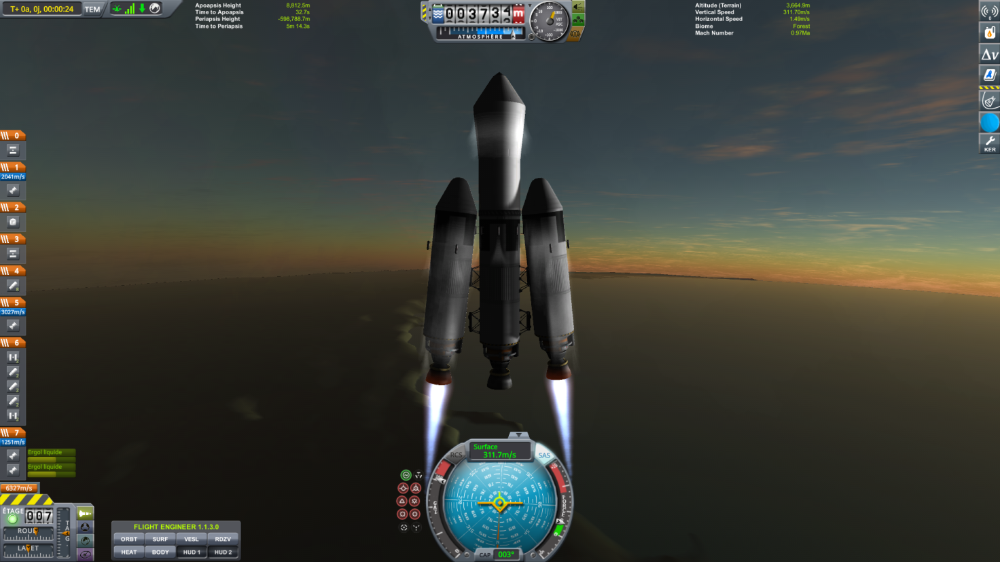 T+ 0a, 0j, 00:00:24
TEM
Apoapsis Height 8,812.5m
Time to Apoapsis 32.7s
Periapsis Height -598,788.7m
Time to Periapsis 5m 14.3s
003734 m
ATMOSPHÈRE
Altitude (Terrain) 3,664.9m
Vertical Speed 311.70m/s
Horizontal Speed 1.49m/s
Biome Forest
Mach Number 0.97Ma
Δv
KER
0
1
2041m/s
2
3
4
5
3027m/s
6
7
1251m/s
Ergol liquide
Ergol liquide
6327m/s
ÉTAGE 007
ROUL
LACET
TANG
FLIGHT ENGINEER 1.1.3.0
ORBT SURF VESL RDZV
HEAT BODY HUD 1 HUD 2
RCS
Surface
311.7m/s
SAS
GAZ
FORCE G
CAP 003°